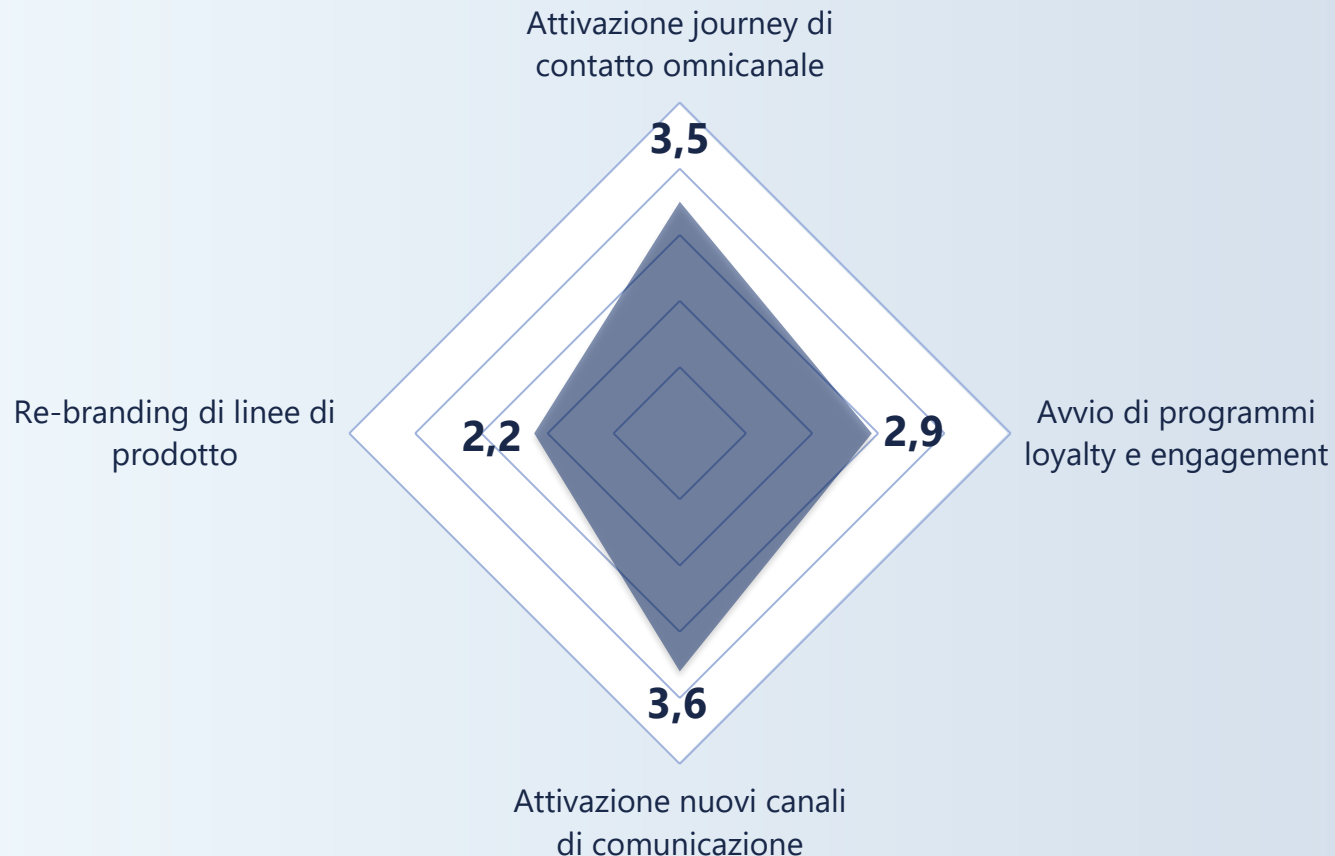 Attivazione journey di
contatto omnicanale
3,5
Re-branding di linee di
prodotto
2,2
2,9
Avvio di programmi
loyalty e engagement
3,6
Attivazione nuovi canali
di comunicazione